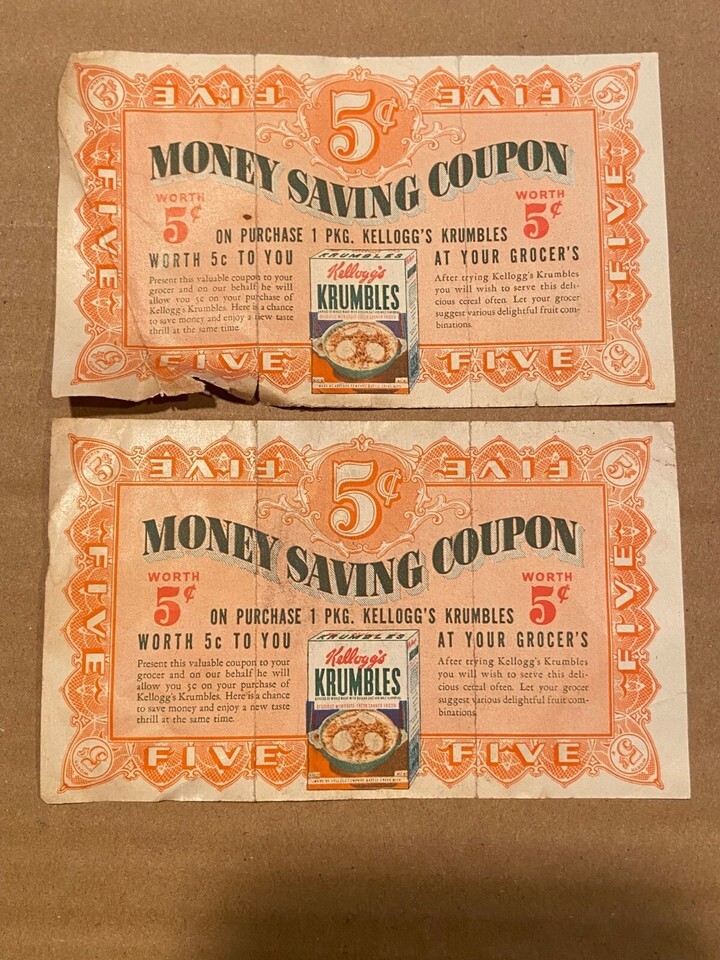 5 FIVE 5¢ FIVE 5
MONEY SAVING COUPON
WORTH
5¢
WORTH
5¢
FIVE
FIVE
ON PURCHASE 1 PKG. KELLOGG'S KRUMBLES
WORTH 5c TO YOU
Present this valuable coupon to your
grocer and on our behalf he will
allow you 5c on your purchase of
Kellogg's Krumbles. Here is a chance
to save money and enjoy a new taste
thrill at the same time.
KRUMBLES
Kellogg's
KRUMBLES
AT YOUR GROCER'S
After trying Kellogg's Krumbles
you will wish to serve this deli-
cious cereal often. Let your grocer
suggest various delightful fruit com-
binations.
5 FIVE FIVE 5
5 FIVE 5¢ FIVE 5
MONEY SAVING COUPON
WORTH
5¢
WORTH
5¢
FIVE
FIVE
ON PURCHASE 1 PKG. KELLOGG'S KRUMBLES
WORTH 5c TO YOU
Present this valuable coupon to your
grocer and on our behalf he will
allow you 5c on your purchase of
Kellogg's Krumbles. Here is a chance
to save money and enjoy a new taste
thrill at the same time.
KRUMBLES
Kellogg's
KRUMBLES
AT YOUR GROCER'S
After trying Kellogg's Krumbles
you will wish to serve this deli-
cious cereal often. Let your grocer
suggest various delightful fruit com-
binations.
5 FIVE FIVE 5